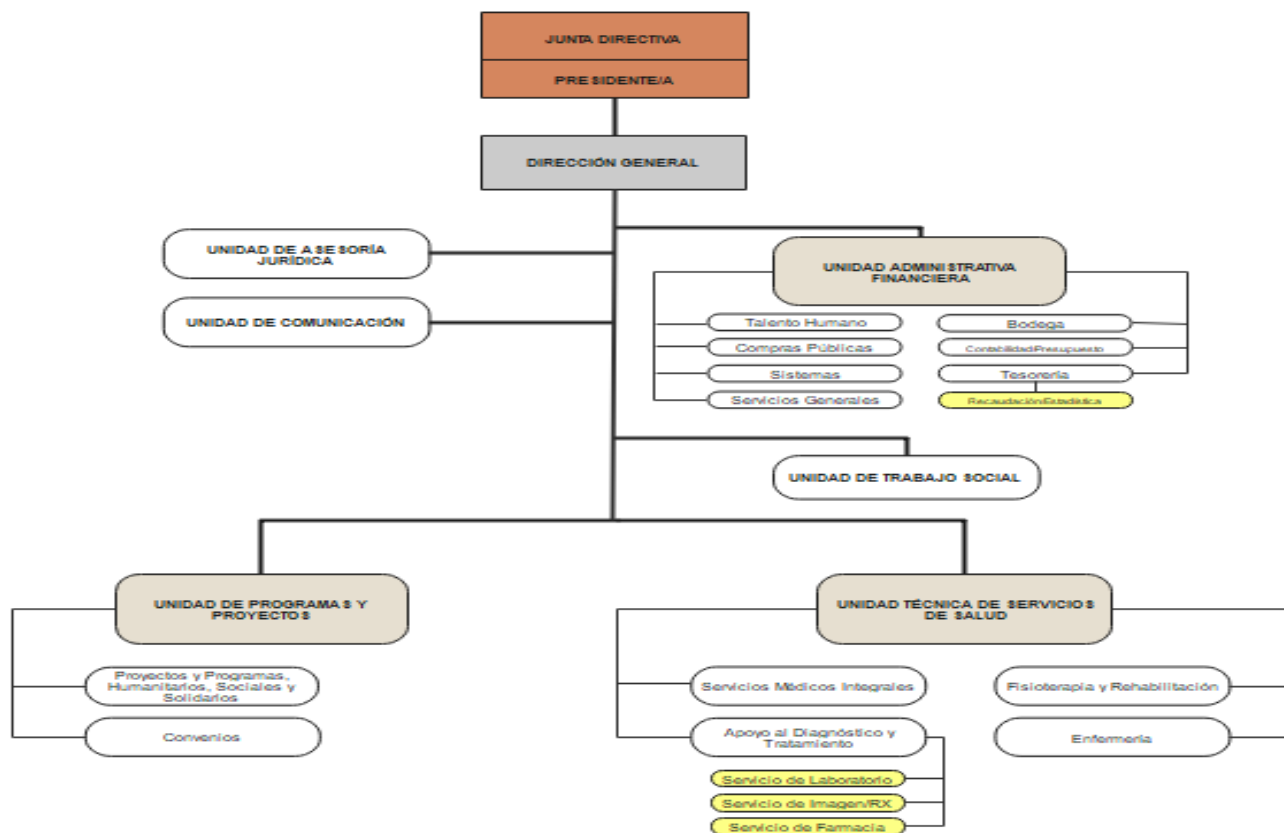 JUNTA DIRECTIVA
PRESIDENTE/A
DIRECCIÓN GENERAL
UNIDAD DE ASESORÍA
JURÍDICA
UNIDAD DE COMUNICACIÓN
UNIDAD ADMINISTRATIVA
FINANCIERA
Talento Humano
Compras Públicas
Sistemas
Servicios Generales
Bodega
Contabilidad/Presupuesto
Tesorería
Recaudación/Estadística
UNIDAD DE TRABAJO SOCIAL
UNIDAD DE PROGRAMAS Y
PROYECTOS
Proyectos y Programas,
Humanitarios, Sociales y
Solidarios
Convenios
UNIDAD TÉCNICA DE SERVICIOS
DE SALUD
Servicios Médicos Integrales
Apoyo al Diagnóstico y
Tratamiento
Servicio de Laboratorio
Servicio de Imagen/RX
Servicio de Farmacia
Fisioterapia y Rehabilitación
Enfermería